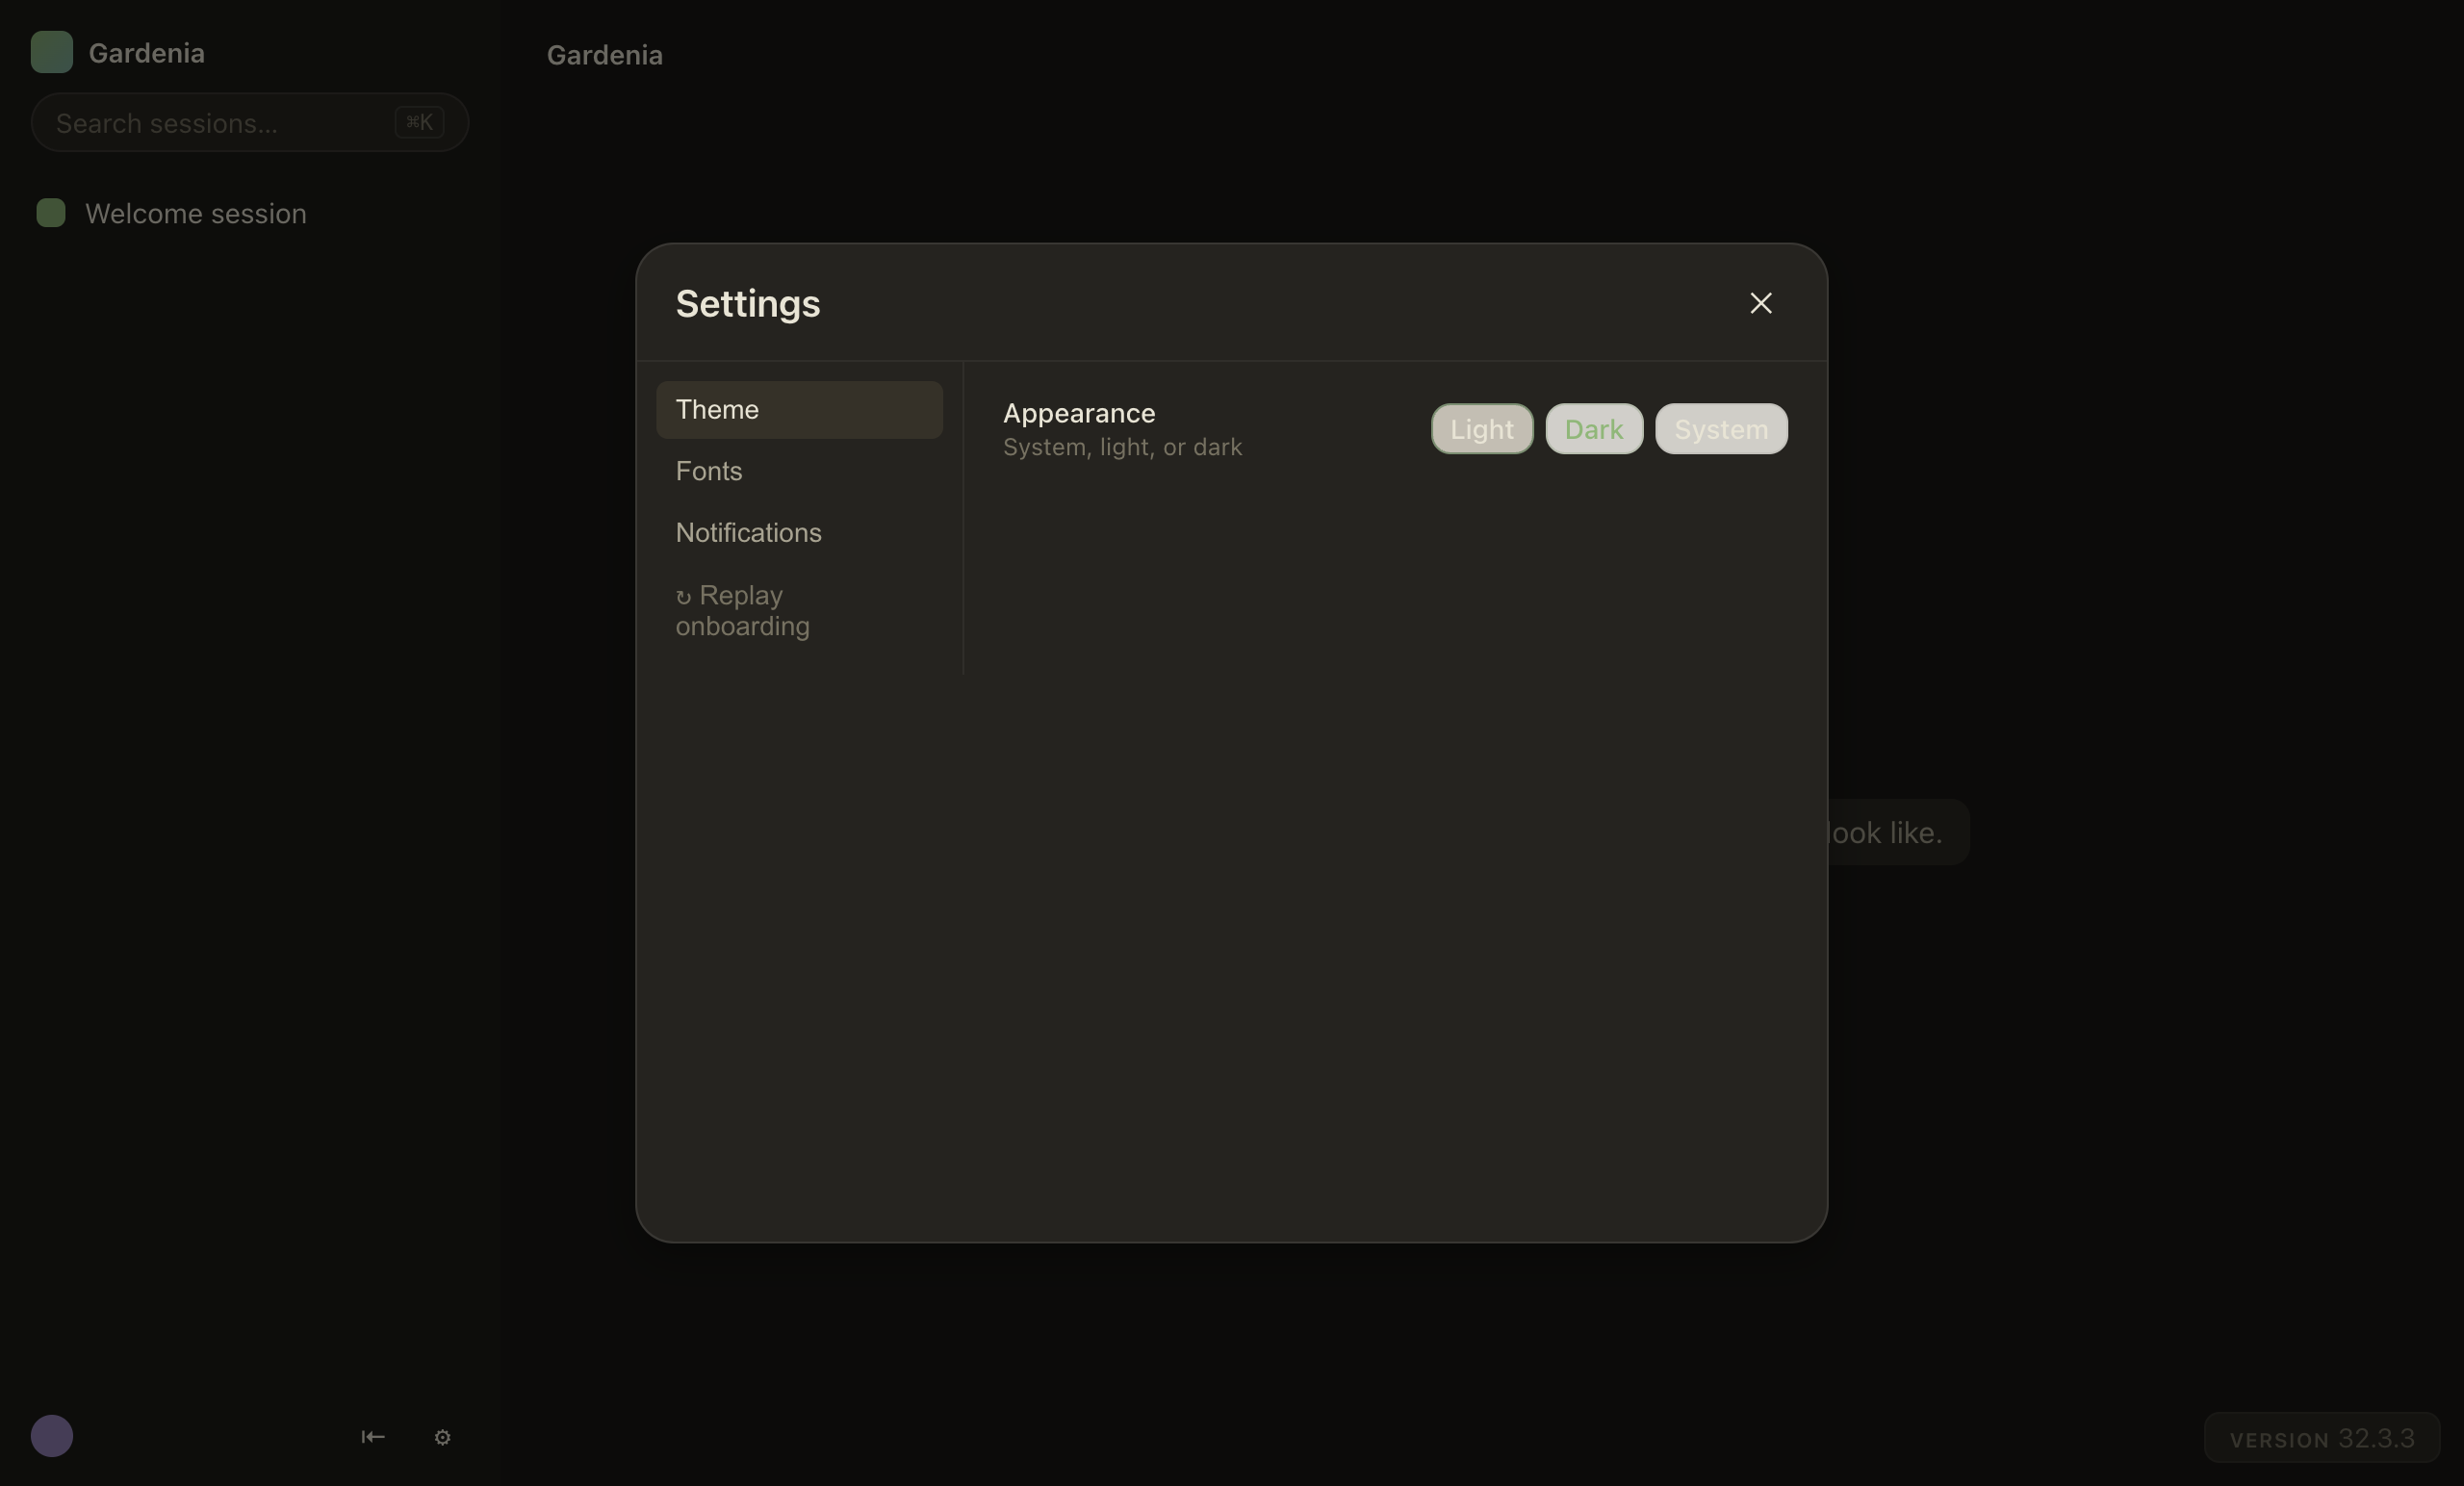 Gardenia
Search sessions...
⌘K
Welcome session
Gardenia
Settings
Theme
Fonts
Notifications
↻ Replay
onboarding
Appearance
System, light, or dark
Light
Dark
System
look like.
VERSION 32.3.3